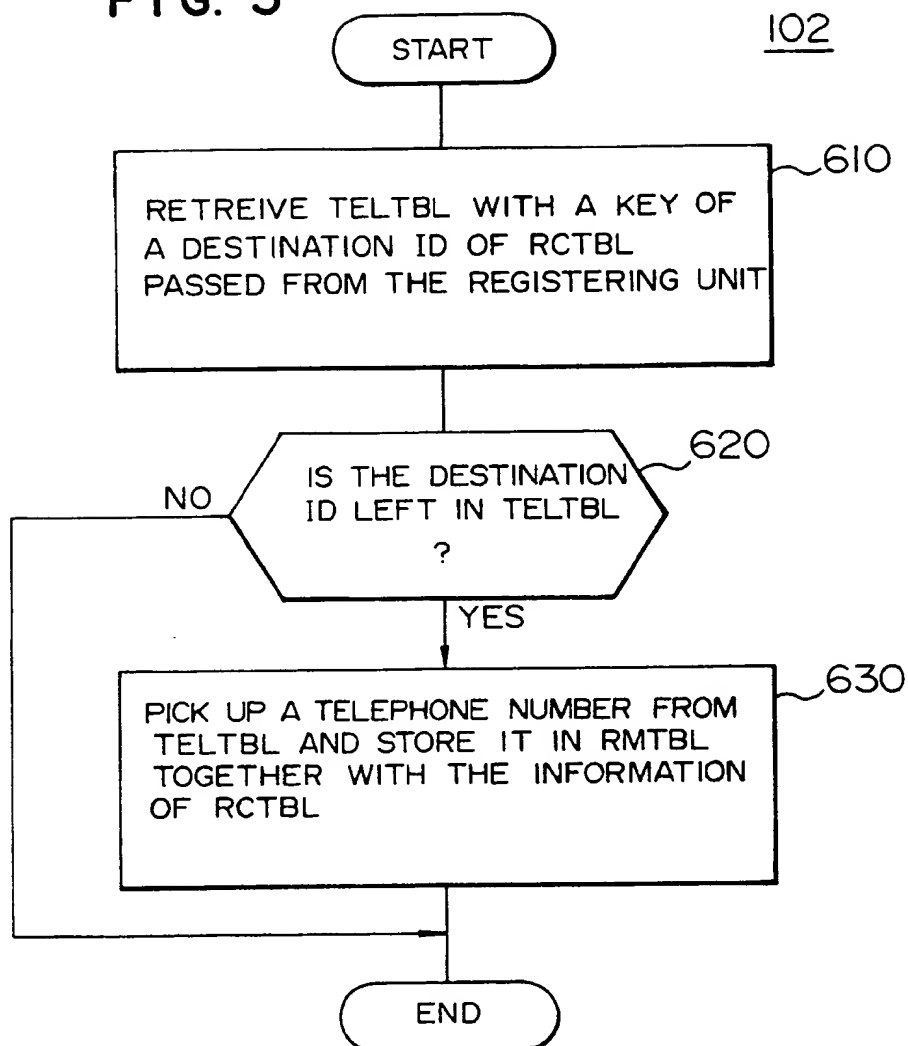 START
102
610
RETREIVE TELTBL WITH A KEY OF
A DESTINATION ID OF RCTBL
PASSED FROM THE REGISTERING UNIT
620
IS THE DESTINATION
ID LEFT IN TELTBL
?
NO
YES
630
PICK UP A TELEPHONE NUMBER FROM
TELTBL AND STORE IT IN RMTBL
TOGETHER WITH THE INFORMATION
OF RCTBL
END